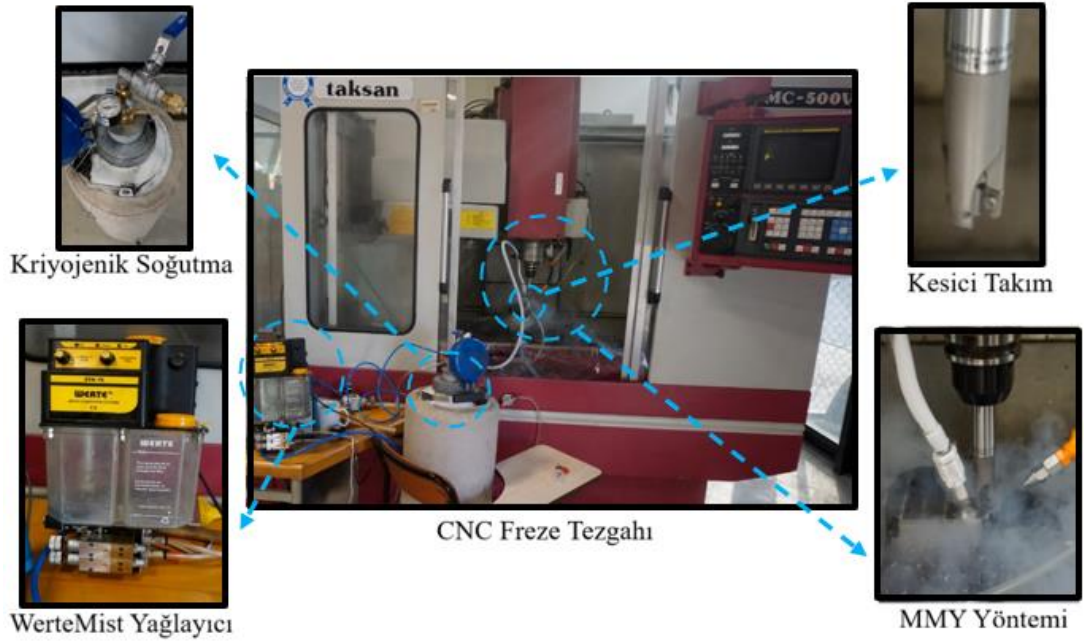 taksan
MC-500V
Kriyojenik Soğutma
Kesici Takım
WERTE
WERTE
CNC Freze Tezgahı
WerteMist Yağlayıcı
MMY Yöntemi